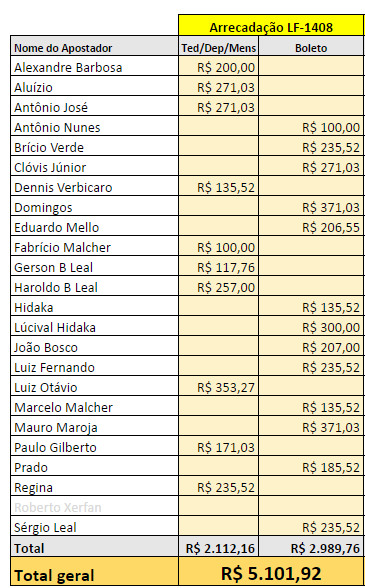 Arrecadação LF-1408
Nome do Apostador Ted/Dep/Mens Boleto
Alexandre Barbosa R$ 200,00
Aluízio R$ 271,03
Antônio José R$ 271,03
Antônio Nunes R$ 100,00
Brício Verde R$ 235,52
Clóvis Júnior R$ 271,03
Dennis Verbicaro R$ 135,52
Domingos R$ 371,03
Eduardo Mello R$ 206,55
Fabrício Malcher R$ 100,00
Gerson B Leal R$ 117,76
Haroldo B Leal R$ 257,00
Hidaka R$ 135,52
Lúcival Hidaka R$ 300,00
João Bosco R$ 207,00
Luiz Fernando R$ 235,52
Luiz Otávio R$ 353,27
Marcelo Malcher R$ 135,52
Mauro Maroja R$ 371,03
Paulo Gilberto R$ 171,03
Prado R$ 185,52
Regina R$ 235,52
Roberto Xerfan
Sérgio Leal R$ 235,52
Total R$ 2.112,16 R$ 2.989,76
Total geral R$ 5.101,92